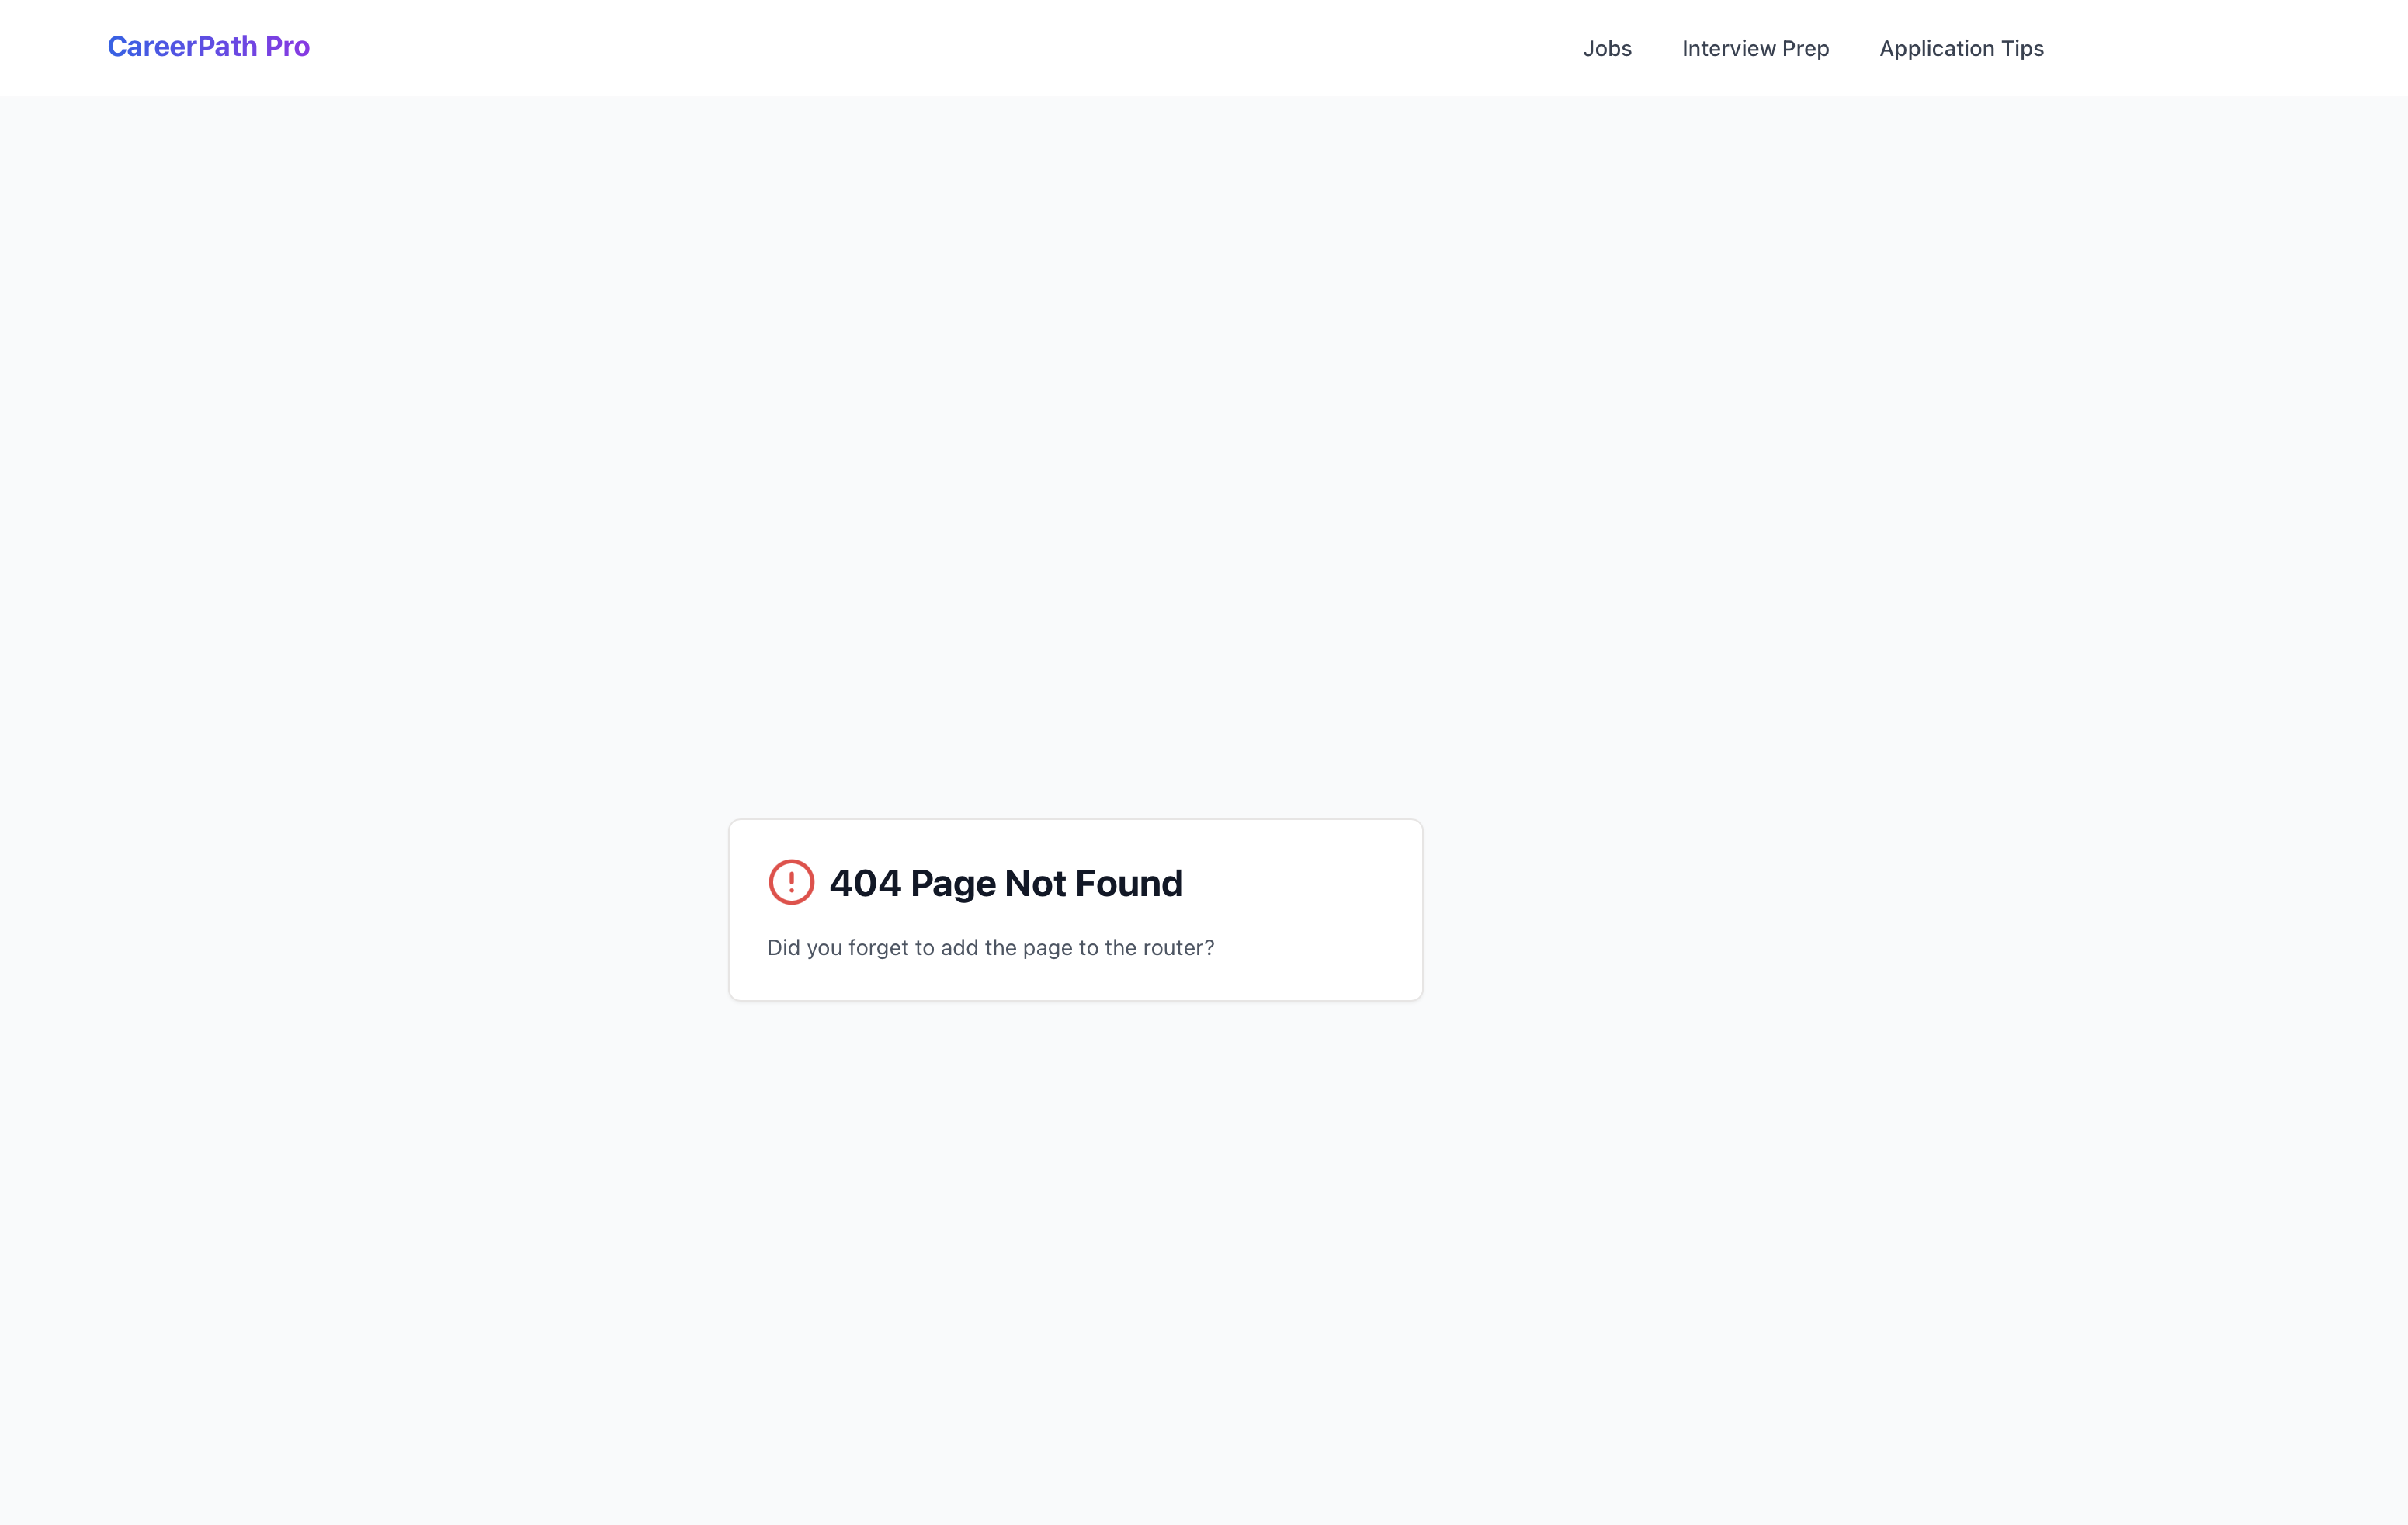 CareerPath Pro
Jobs
Interview Prep
Application Tips
404 Page Not Found
Did you forget to add the page to the router?